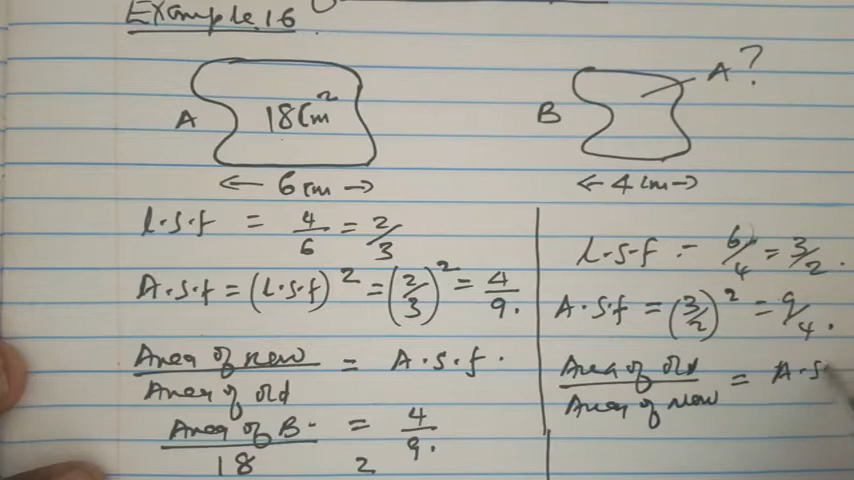 Example 16
A 18cm² B A?
← 6cm → ← 4cm →
l.s.f = 4/6 = 2/3
A.s.f = (l.s.f)² = (2/3)² = 4/9.
Area of new / Area of old = A.s.f.
Area of B. / 18 = 4/9.
2
l.s.f = 6/4 = 3/2.
A.s.f = (3/2)² = 9/4.
Area of old / Area of new = A.s